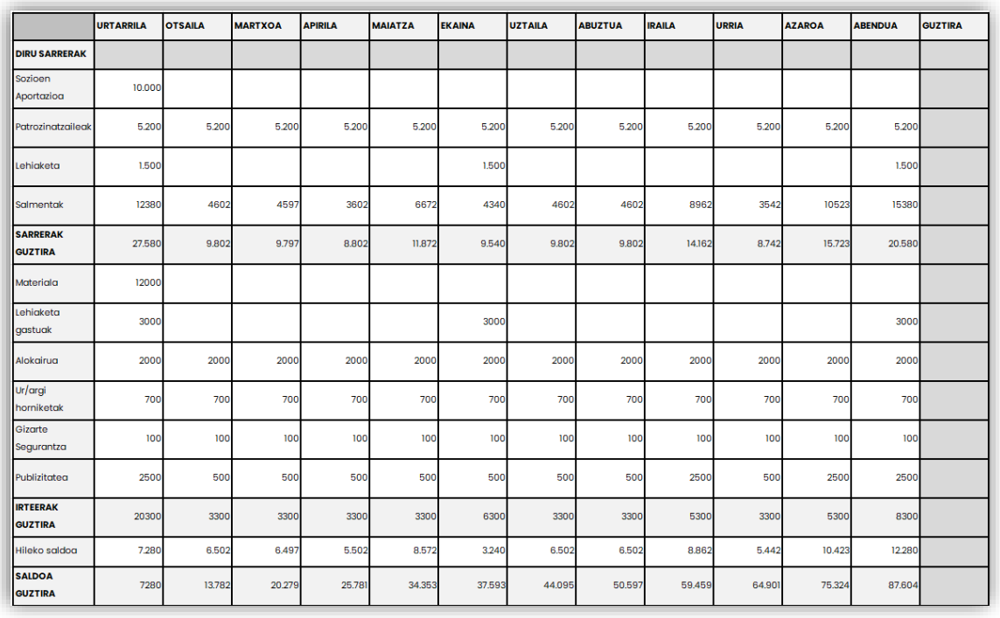 URTARRILA OTSAILA MARTXOA APIRILA MAIATZA EKAINA UZTAILA ABUZTUA IRAILA URRIA AZAROA ABENDUA GUZTIRA
DIRU SARRERAK
Sozioen
Aportazioa 10.000
Patrozinatzaileak 5.200 5.200 5.200 5.200 5.200 5.200 5.200 5.200 5.200 5.200 5.200 5.200
Lehiaketa 1.500 1.500 1.500
Salmentak 12380 4602 4597 3602 6672 4340 4602 4602 8962 3542 10523 15380
SARRERAK
GUZTIRA 27.580 9.802 9.797 8.802 11.872 9.540 9.802 9.802 14.162 8.742 15.723 20.580
Materiala 12000
Lehiaketa
gastuak 3000 3000 3000
Alokairua 2000 2000 2000 2000 2000 2000 2000 2000 2000 2000 2000 2000
Ur/argi
horniketak 700 700 700 700 700 700 700 700 700 700 700 700
Gizarte
Segurantza 100 100 100 100 100 100 100 100 100 100 100 100
Publizitatea 2500 500 500 500 500 500 500 500 2500 500 2500 2500
IRTEERAK
GUZTIRA 20300 3300 3300 3300 3300 6300 3300 3300 5300 3300 5300 8300
Hileko saldoa 7.280 6.502 6.497 5.502 8.572 3.240 6.502 6.502 8.862 5.442 10.423 12.280
SALDOA
GUZTIRA 7280 13.782 20.279 25.781 34.353 37.593 44.095 50.597 59.459 64.901 75.324 87.604